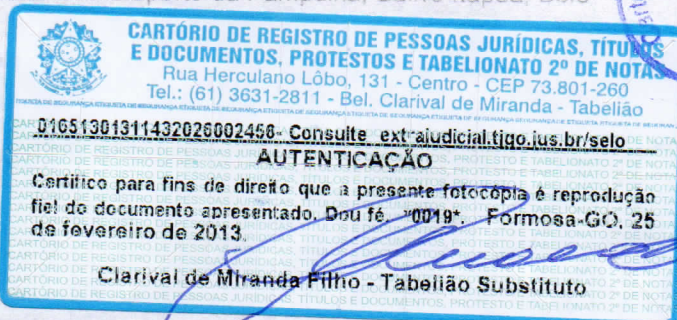 CARTÓRIO DE REGISTRO DE PESSOAS JURÍDICAS, TÍTULOS
E DOCUMENTOS, PROTESTOS E TABELIONATO 2º DE NOTAS
Rua Herculano Lôbo, 131 - Centro - CEP 73.801-260
Tel.: (61) 3631-2811 - Bel. Clarival de Miranda - Tabelião
01651301311432026002456- Consulte extrajudicial.tjgo.jus.br/selo
AUTENTICAÇÃO
Certifico para fins de direito que a presente fotocópia é reprodução
fiel do documento apresentado. Dou fé. *0019*. Formosa-GO, 25
de fevereiro de 2013.
Clarival de Miranda Filho - Tabelião Substituto